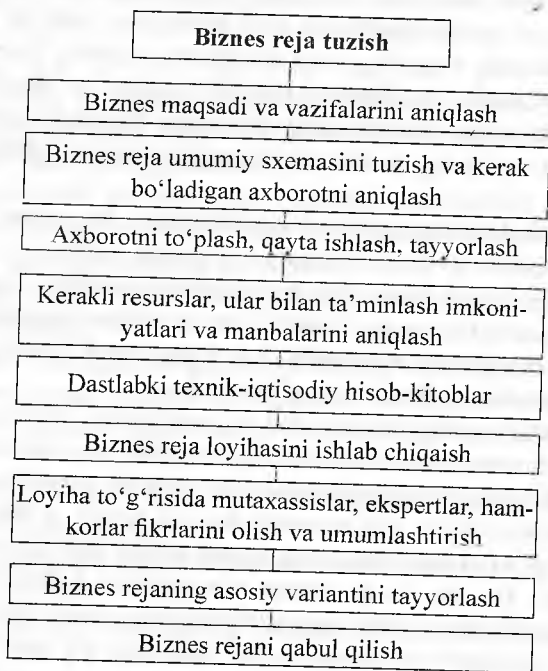 Biznes reja tuzish
Biznes maqsadi va vazifalarini aniqlash
Biznes reja umumiy sxemasini tuzish va kerak
bo‘ladigan axborotni aniqlash
Axborotni to‘plash, qayta ishlash, tayyorlash
Kerakli resurslar, ular bilan ta’minlash imkoni-
yatlari va manbalarini aniqlash
Dastlabki texnik-iqtisodiy hisob-kitoblar
Biznes reja loyihasini ishlab chiqaish
Loyiha to‘g‘risida mutaxassislar, ekspertlar, ham-
korlar fikrlarini olish va umumlashtirish
Biznes rejaning asosiy variantini tayyorlash
Biznes rejani qabul qilish